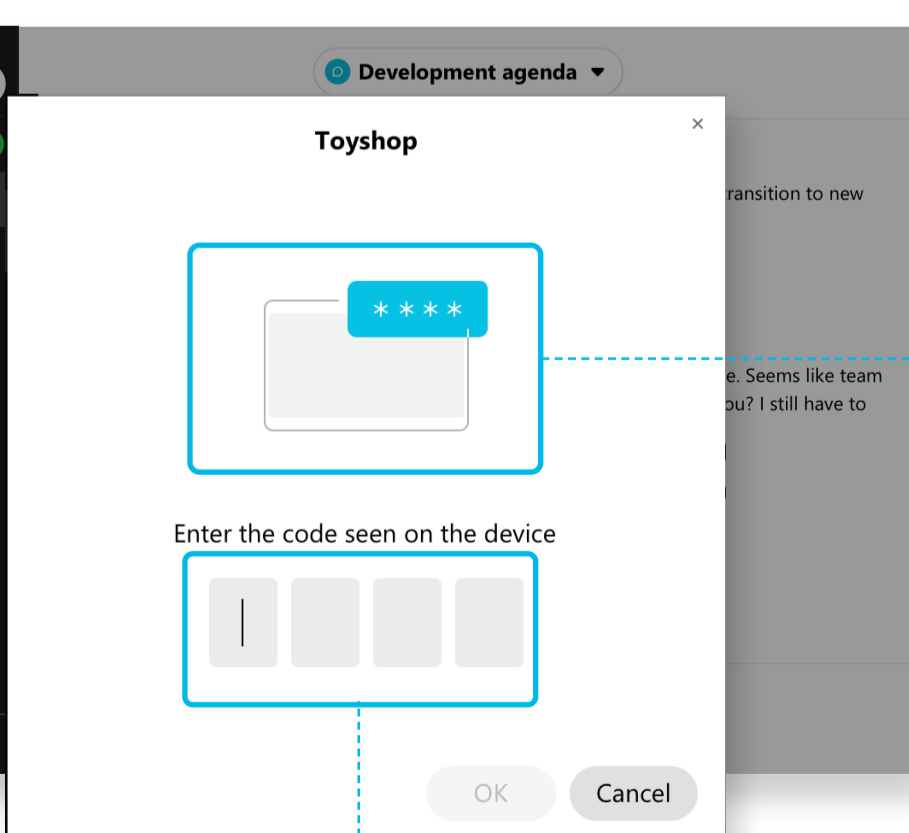 Development agenda
Toyshop
ransition to new
* * * *
e. Seems like team
ou? I still have to
Enter the code seen on the device
OK
Cancel